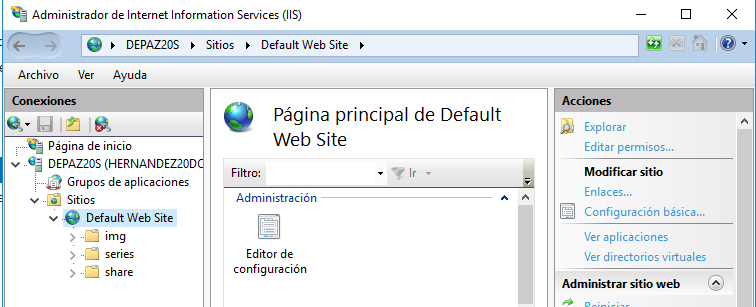 Administrador de Internet Information Services (IIS)
DEPAZ20S
Sitios
Default Web Site
Archivo
Ver
Ayuda
Conexiones
Página de inicio
DEPAZ20S (HERNANDEZ20DO
Grupos de aplicaciones
Sitios
Default Web Site
img
series
share
Página principal de Default
Web Site
Filtro:
Ir
Administración
Editor de
configuración
Acciones
Explorar
Editar permisos...
Modificar sitio
Enlaces...
Configuración básica...
Ver aplicaciones
Ver directorios virtuales
Administrar sitio web
Reiniciar